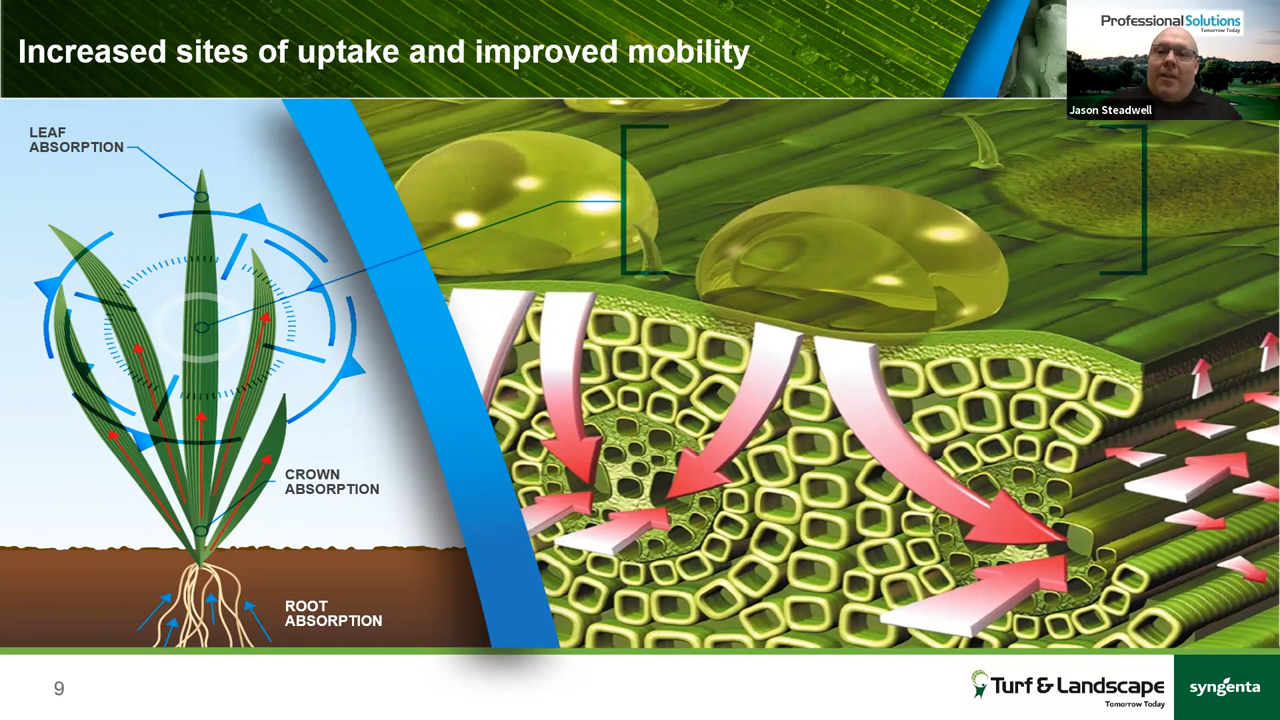 Increased sites of uptake and improved mobility
Professional Solutions
Tomorrow Today
Jason Steadwell
LEAF
ABSORPTION
CROWN
ABSORPTION
ROOT
ABSORPTION
9
Turf & Landscape
Tomorrow Today
syngenta